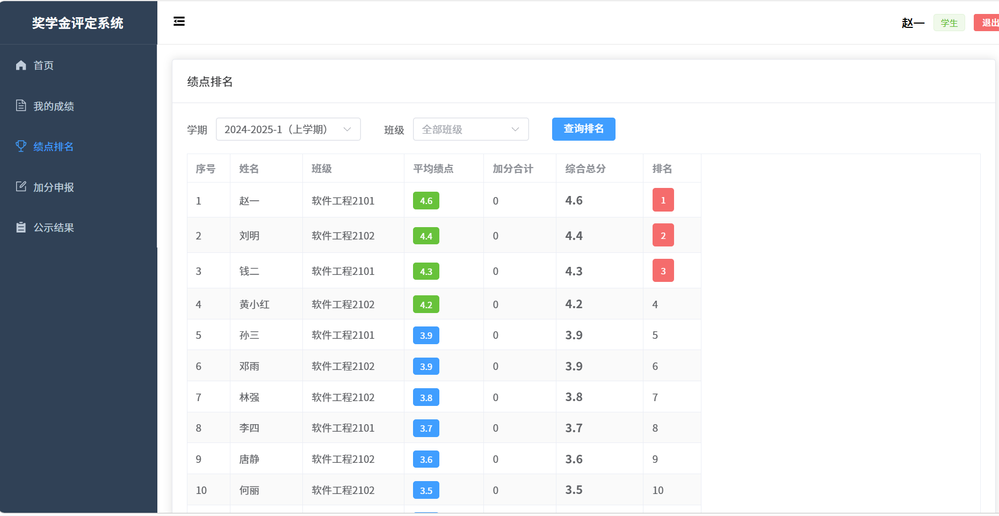 奖学金评定系统
赵一 学生 退出
首页
我的成绩
绩点排名
加分申报
公示结果
绩点排名
学期 2024-2025-1（上学期） 班级 全部班级 查询排名
序号 姓名 班级 平均绩点 加分合计 综合总分 排名
1 赵一 软件工程2101 4.6 0 4.6 1
2 刘明 软件工程2102 4.4 0 4.4 2
3 钱二 软件工程2101 4.3 0 4.3 3
4 黄小红 软件工程2102 4.2 0 4.2 4
5 孙三 软件工程2101 3.9 0 3.9 5
6 邓雨 软件工程2102 3.9 0 3.9 6
7 林强 软件工程2102 3.8 0 3.8 7
8 李四 软件工程2101 3.7 0 3.7 8
9 唐静 软件工程2102 3.6 0 3.6 9
10 何丽 软件工程2102 3.5 0 3.5 10